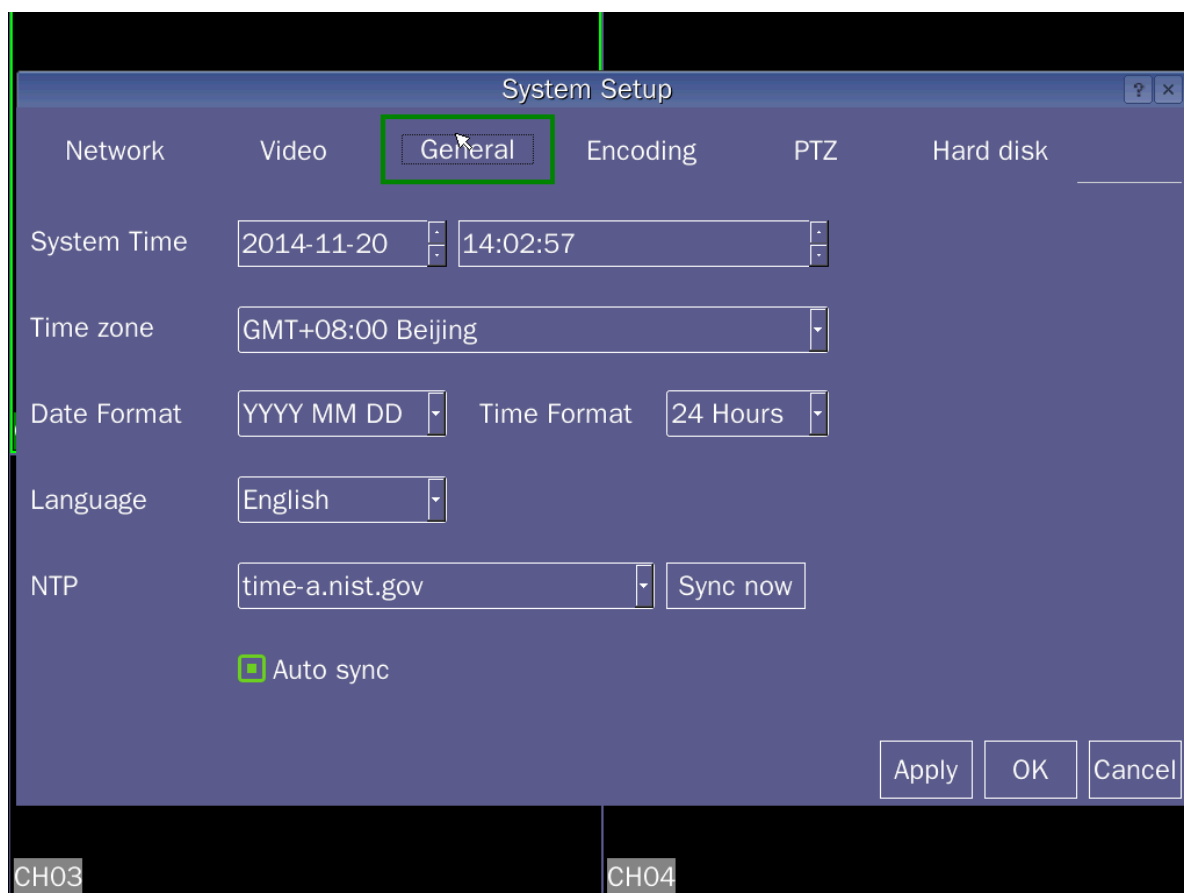 System Setup ? ×
Network Video General Encoding PTZ Hard disk
System Time 2014-11-20 14:02:57
Time zone GMT+08:00 Beijing
Date Format YYYY MM DD Time Format 24 Hours
Language English
NTP time-a.nist.gov Sync now
Auto sync
Apply OK Cancel
CH03 CH04